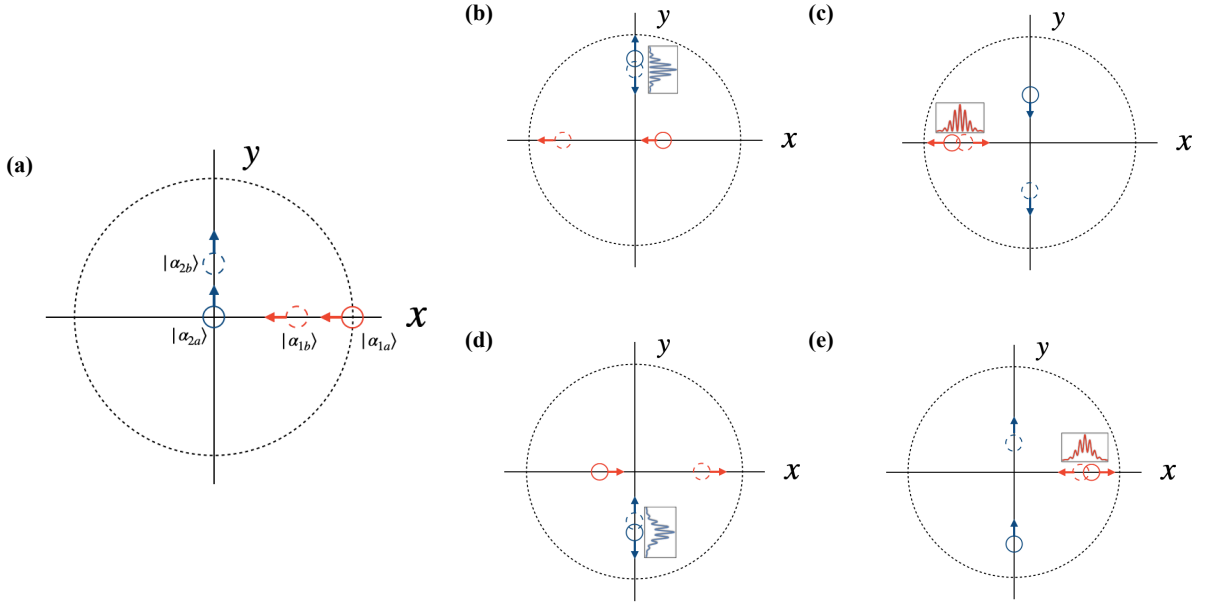 (a)
y
x
|α2b⟩
|α2a⟩
|α1b⟩
|α1a⟩
(b)
y
x
(c)
y
x
(d)
y
x
(e)
y
x